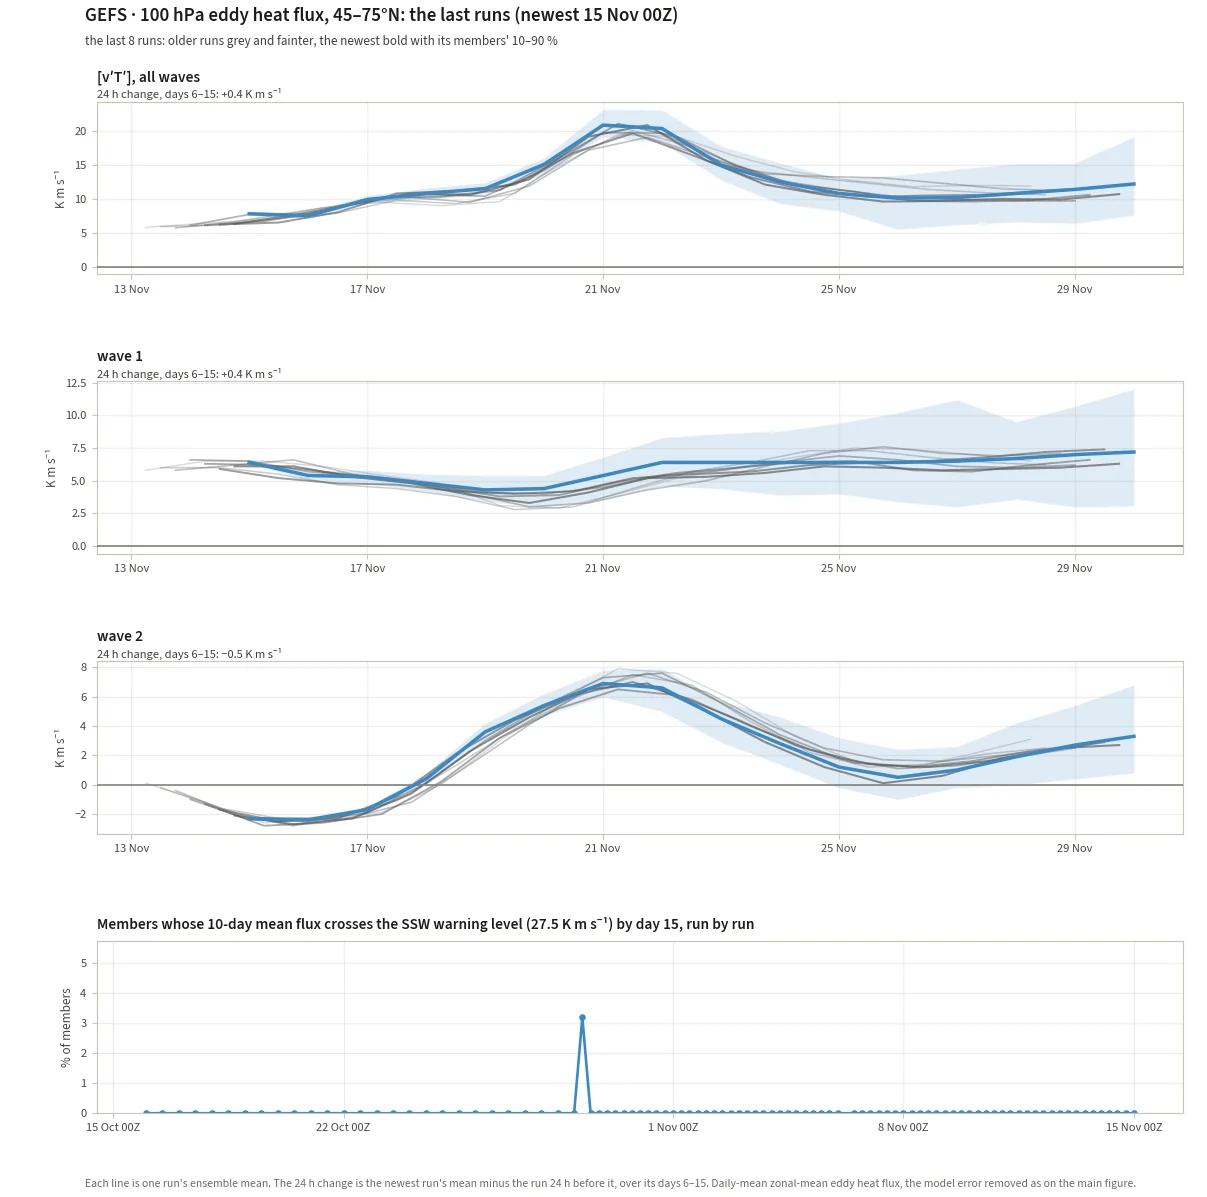 GEFS · 100 hPa eddy heat flux, 45–75°N: the last runs (newest 15 Nov 00Z)
the last 8 runs: older runs grey and fainter, the newest bold with its members' 10–90 %
[v′T′], all waves
24 h change, days 6–15: +0.4 K m s⁻¹
20
15
10
5
0
K m s⁻¹
13 Nov 17 Nov 21 Nov 25 Nov 29 Nov
wave 1
24 h change, days 6–15: +0.4 K m s⁻¹
12.5
10.0
7.5
5.0
2.5
0.0
K m s⁻¹
13 Nov 17 Nov 21 Nov 25 Nov 29 Nov
wave 2
24 h change, days 6–15: −0.5 K m s⁻¹
8
6
4
2
0
−2
K m s⁻¹
13 Nov 17 Nov 21 Nov 25 Nov 29 Nov
Members whose 10-day mean flux crosses the SSW warning level (27.5 K m s⁻¹) by day 15, run by run
5
4
3
2
1
0
% of members
15 Oct 00Z 22 Oct 00Z 1 Nov 00Z 8 Nov 00Z 15 Nov 00Z
Each line is one run's ensemble mean. The 24 h change is the newest run's mean minus the run 24 h before it, over its days 6–15. Daily-mean zonal-mean eddy heat flux, the model error removed as on the main figure.